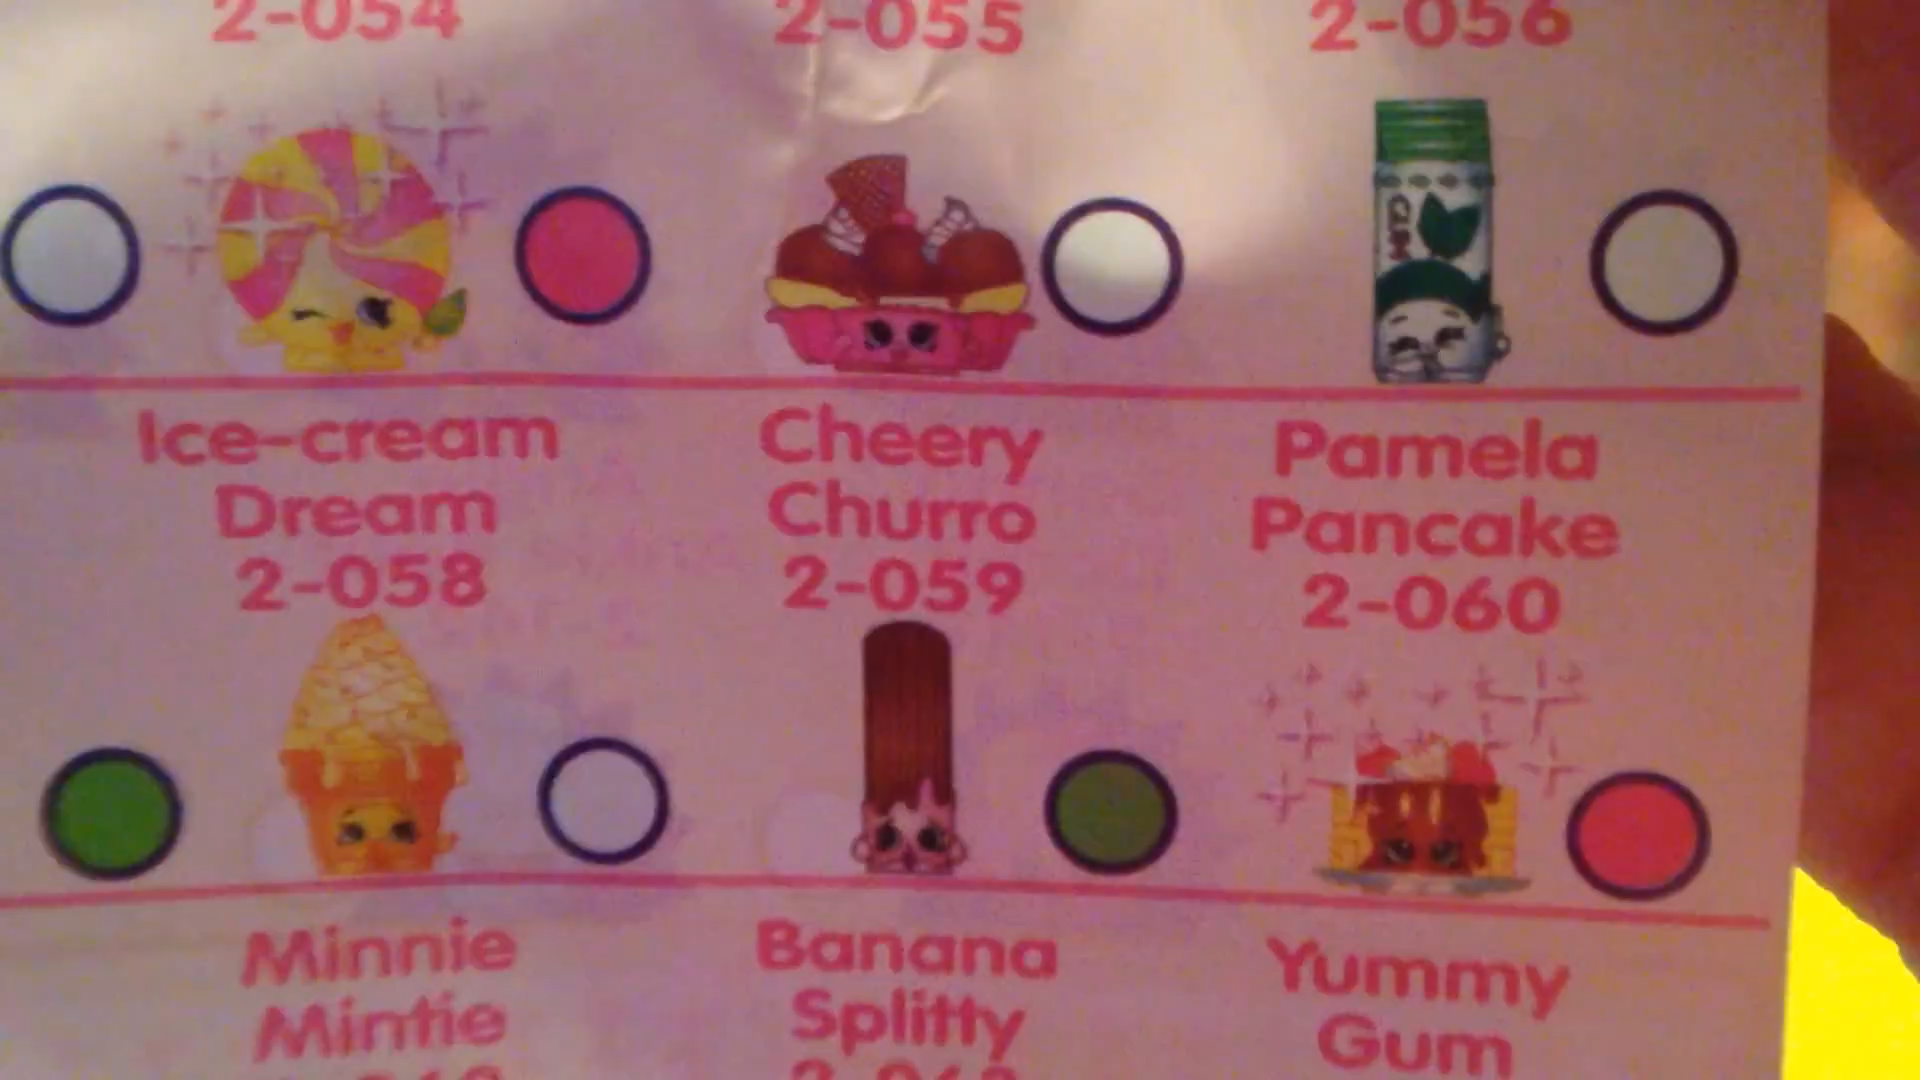 2-054 2-055 2-056
GUM
Ice-cream Cheery Pamela
Dream Churro Pancake
2-058 2-059 2-060
Minnie Banana Yummy
Mintie Splitty Gum